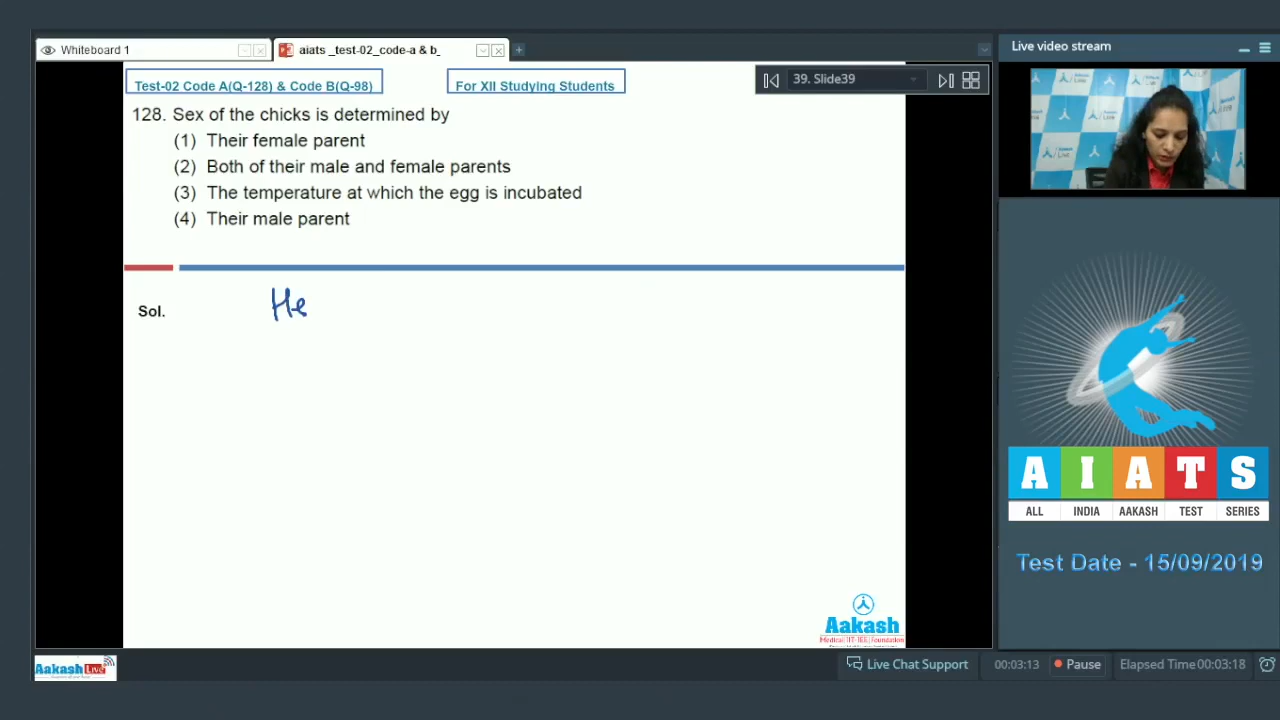 Whiteboard 1
aiats _test-02_code-a & b_
Live video stream
Test-02 Code A(Q-128) & Code B(Q-98)
For XII Studying Students
39. Slide39
128. Sex of the chicks is determined by
(1) Their female parent
(2) Both of their male and female parents
(3) The temperature at which the egg is incubated
(4) Their male parent
Sol.
He
A I A T S
ALL INDIA AAKASH TEST SERIES
Test Date - 15/09/2019
Aakash
Medical|IIT-JEE|Foundations
Aakash Live
Live Chat Support
00:03:13
Pause
Elapsed Time 00:03:18